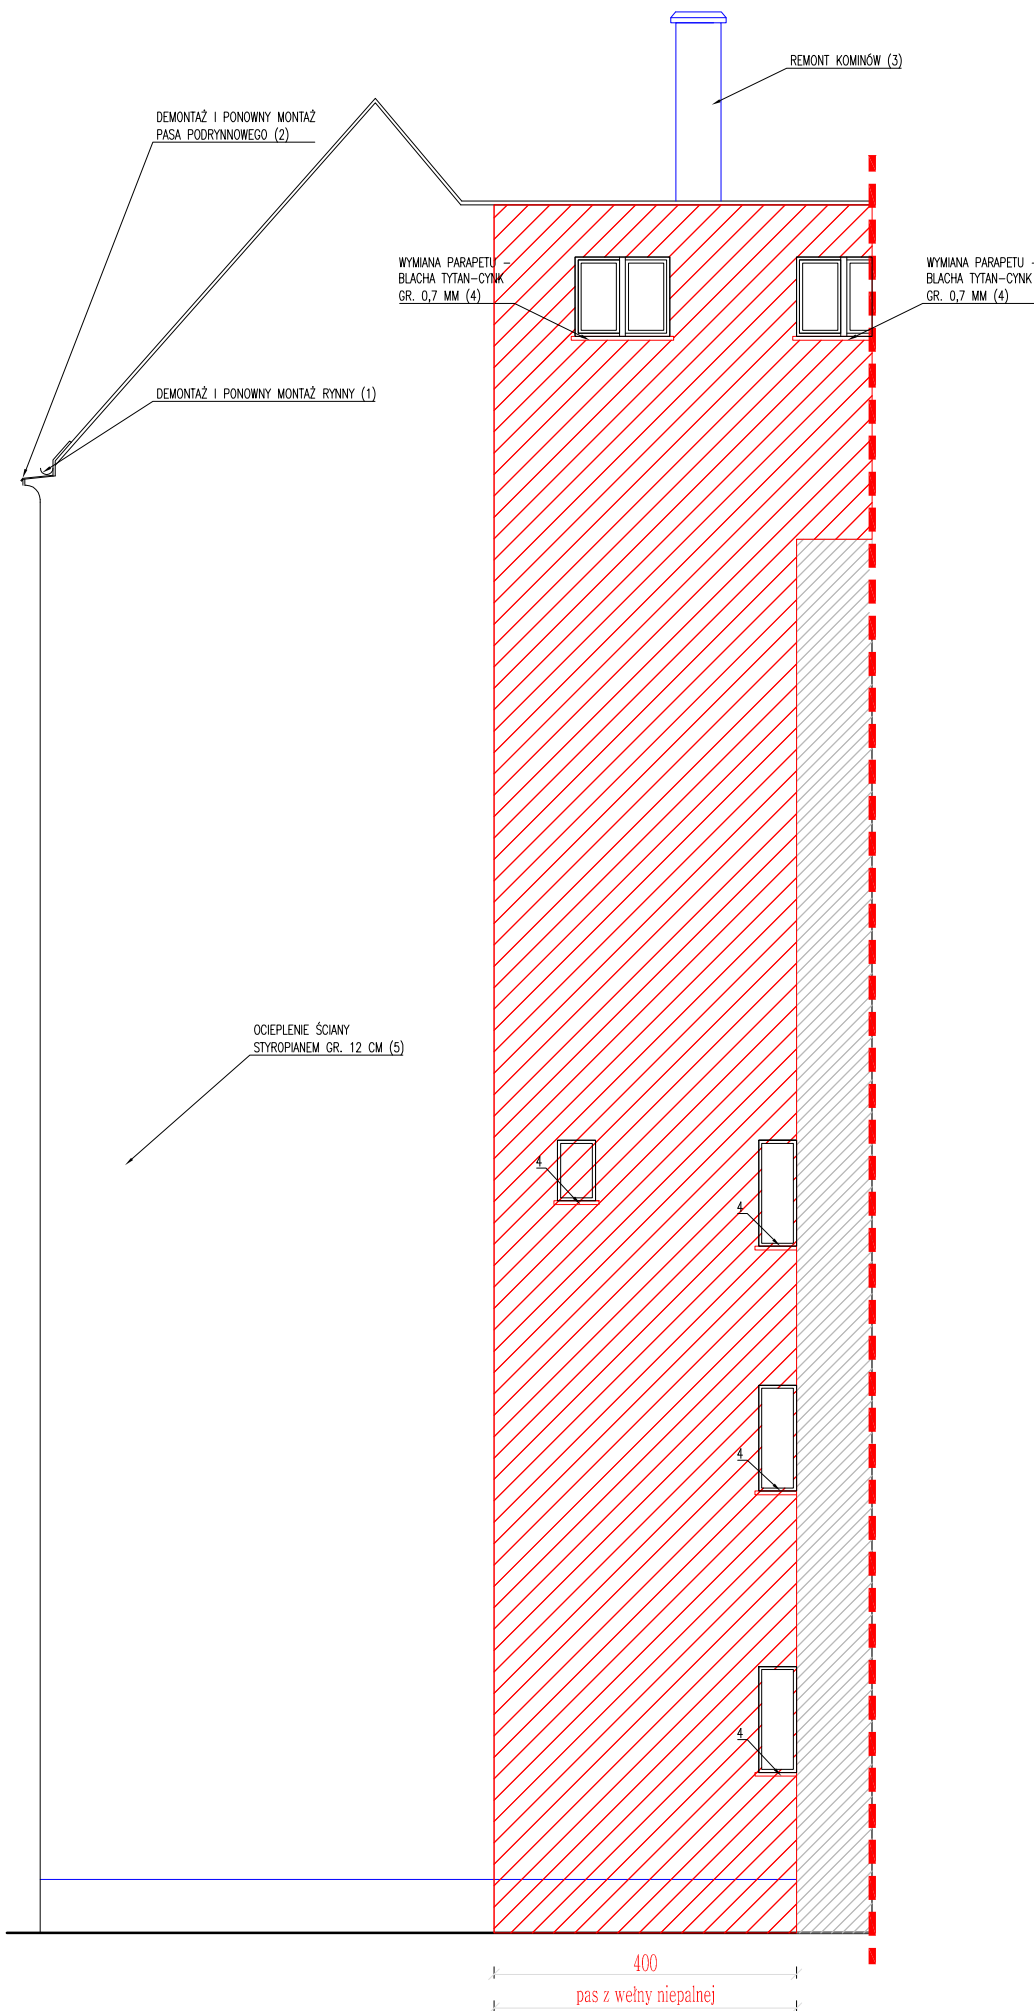 REMONT KOMINÓW (3)
DEMONTAŻ I PONOWNY MONTAŻ
PASA PODRYNNOWEGO (2)
WYMIANA PARAPETU -
BLACHA TYTAN-CYNK
GR. 0,7 MM (4)
WYMIANA PARAPETU -
BLACHA TYTAN-CYNK
GR. 0,7 MM (4)
DEMONTAŻ I PONOWNY MONTAŻ RYNNY (1)
OCIEPLENIE ŚCIANY
STYROPIANEM GR. 12 CM (5)
4
4
4
4
400
pas z wełny niepalnej